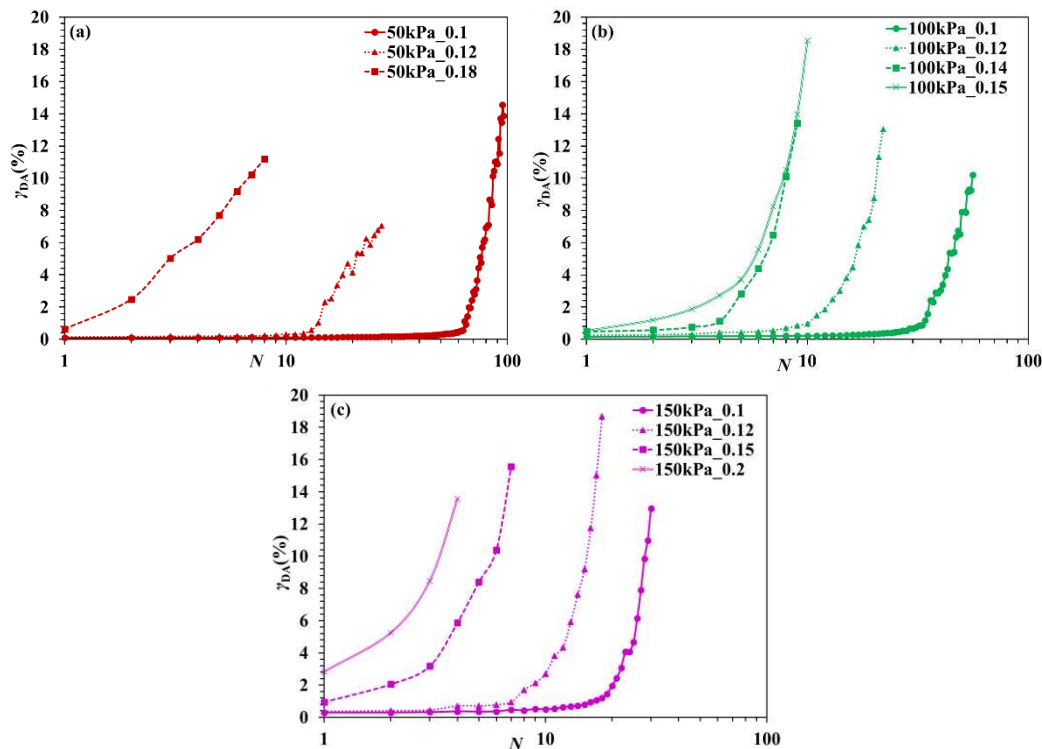 (a)
50kPa_0.1
50kPa_0.12
50kPa_0.18
20
18
16
14
12
10
8
6
4
2
0
γDA(%)
1
N
10
100
(b)
100kPa_0.1
100kPa_0.12
100kPa_0.14
100kPa_0.15
20
18
16
14
12
10
8
6
4
2
0
γDA(%)
1
N
10
100
(c)
150kPa_0.1
150kPa_0.12
150kPa_0.15
150kPa_0.2
20
18
16
14
12
10
8
6
4
2
0
γDA(%)
1
N
10
100